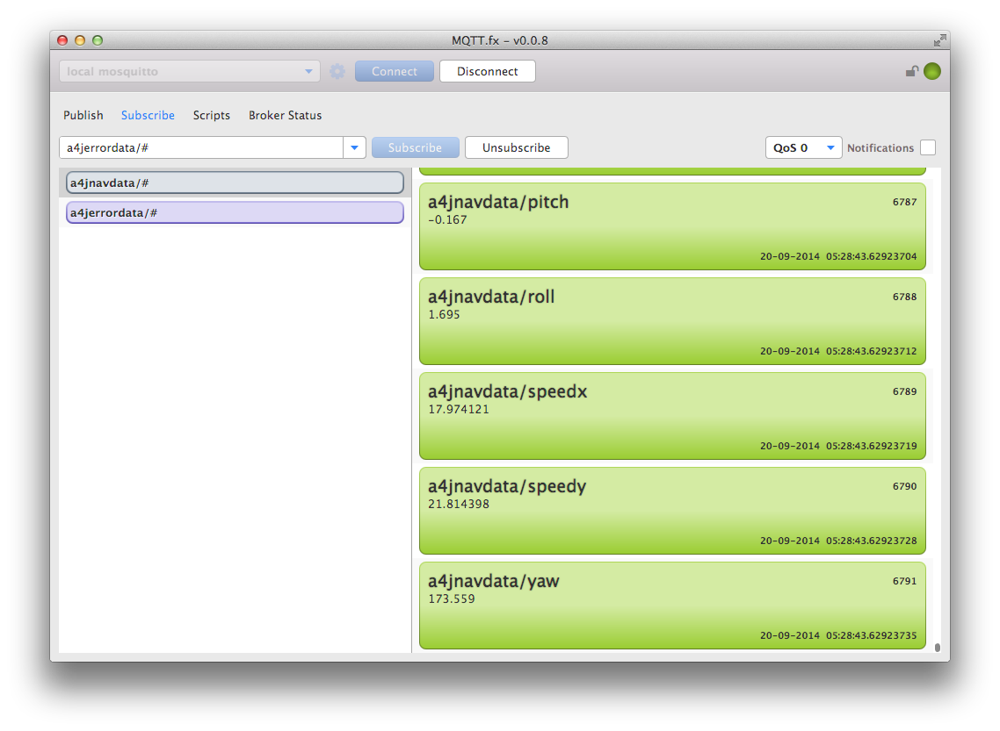 MQTT.fx - v0.0.8
local mosquitto
Connect
Disconnect
Publish Subscribe Scripts Broker Status
a4jerrordata/#
Subscribe
Unsubscribe
QoS 0
Notifications
a4jnavdata/#
a4jerrordata/#
a4jnavdata/pitch 6787
-0.167
20-09-2014 05:28:43.62923704
a4jnavdata/roll 6788
1.695
20-09-2014 05:28:43.62923712
a4jnavdata/speedx 6789
17.974121
20-09-2014 05:28:43.62923719
a4jnavdata/speedy 6790
21.814398
20-09-2014 05:28:43.62923728
a4jnavdata/yaw 6791
173.559
20-09-2014 05:28:43.62923735